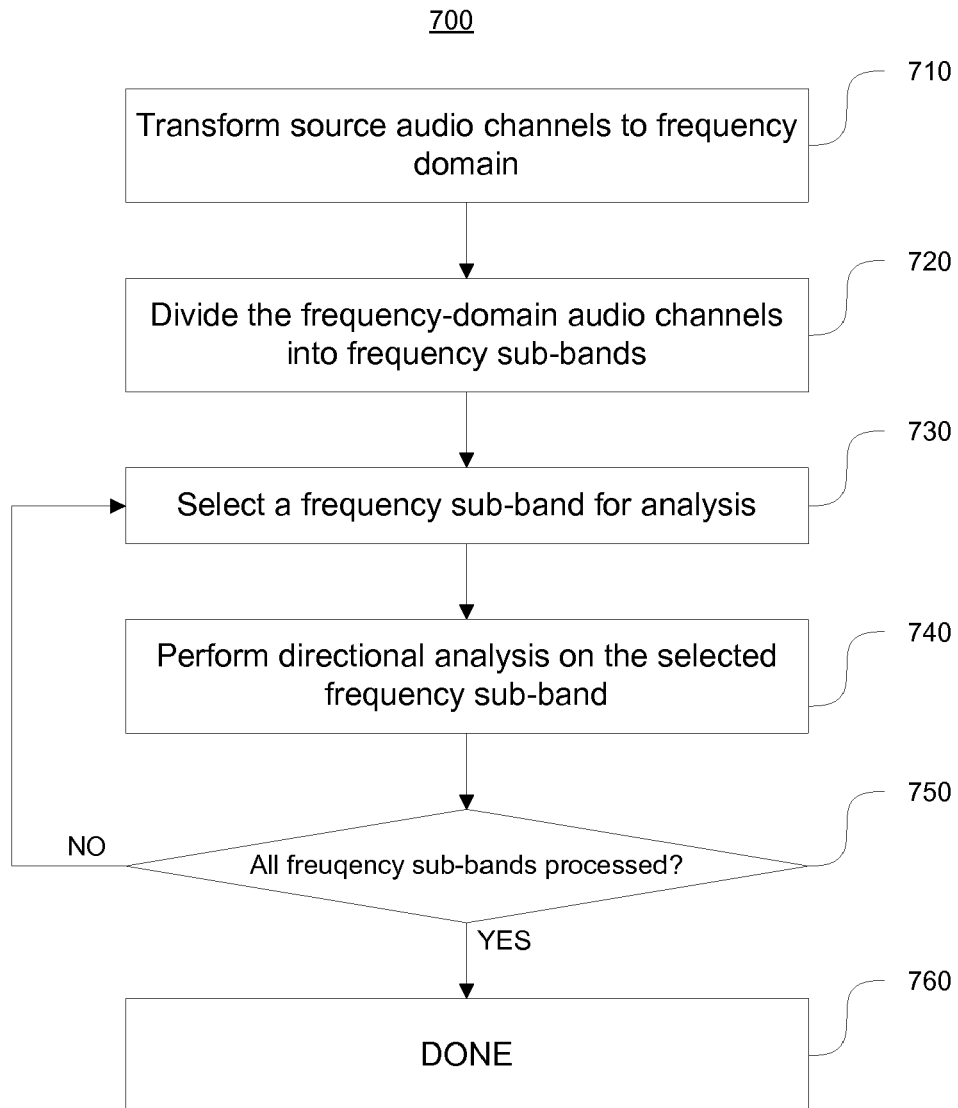 700
710
Transform source audio channels to frequency
domain
720
Divide the frequency-domain audio channels
into frequency sub-bands
730
Select a frequency sub-band for analysis
740
Perform directional analysis on the selected
frequency sub-band
750
NO
All freuqency sub-bands processed?
YES
760
DONE